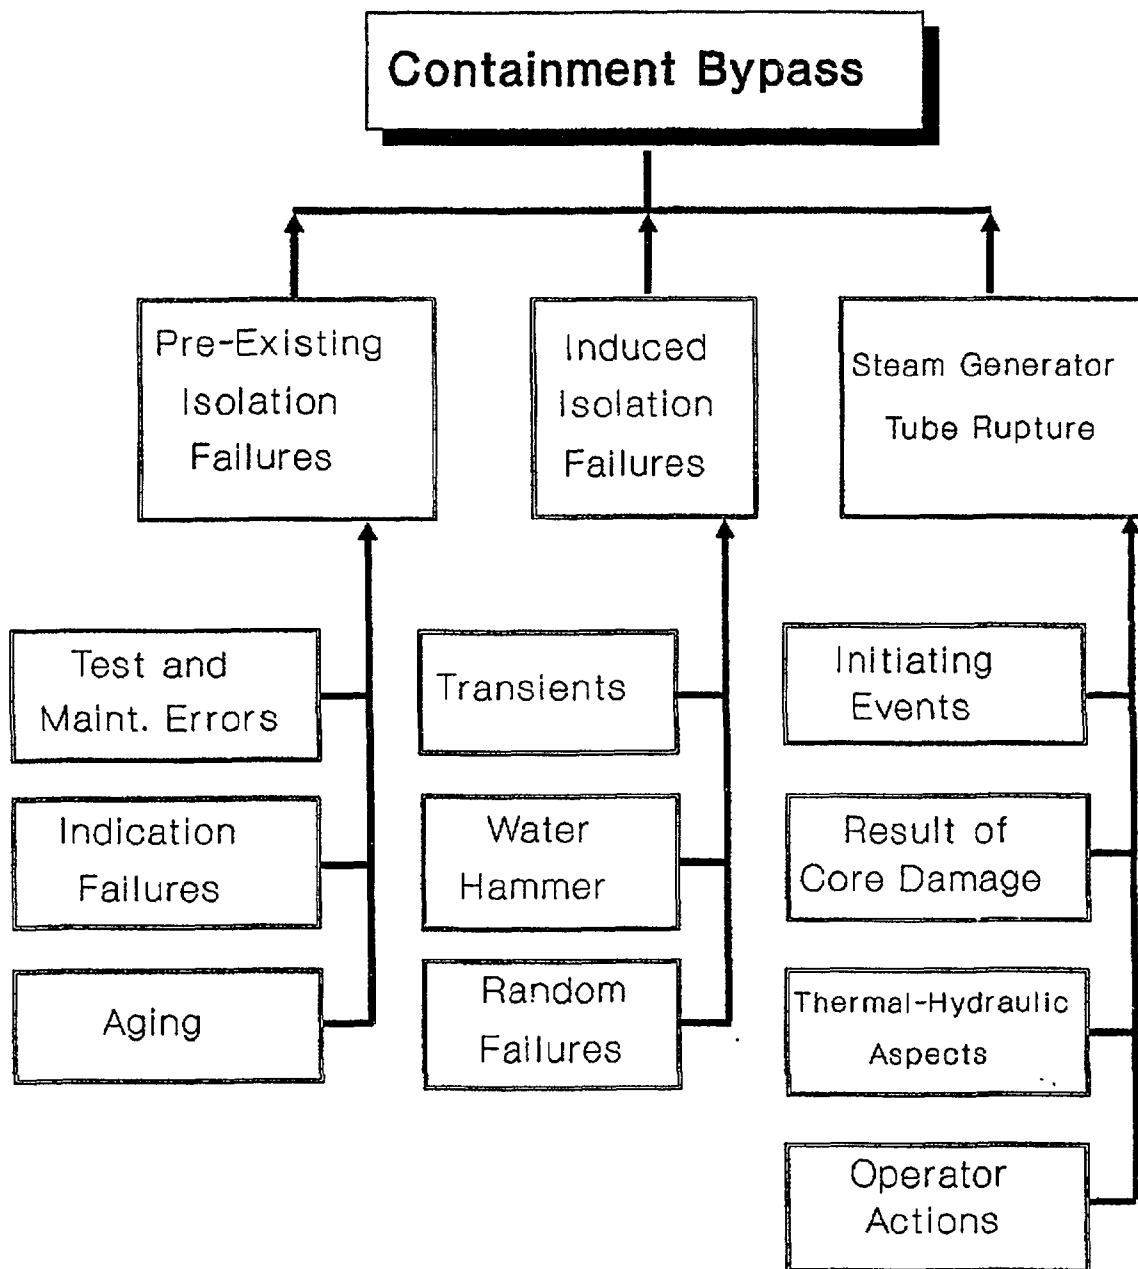 Containment Bypass
Pre-Existing
Isolation
Failures
Induced
Isolation
Failures
Steam Generator
Tube Rupture
Test and
Maint. Errors
Indication
Failures
Aging
Transients
Water
Hammer
Random
Failures
Initiating
Events
Result of
Core Damage
Thermal-Hydraulic
Aspects
Operator
Actions